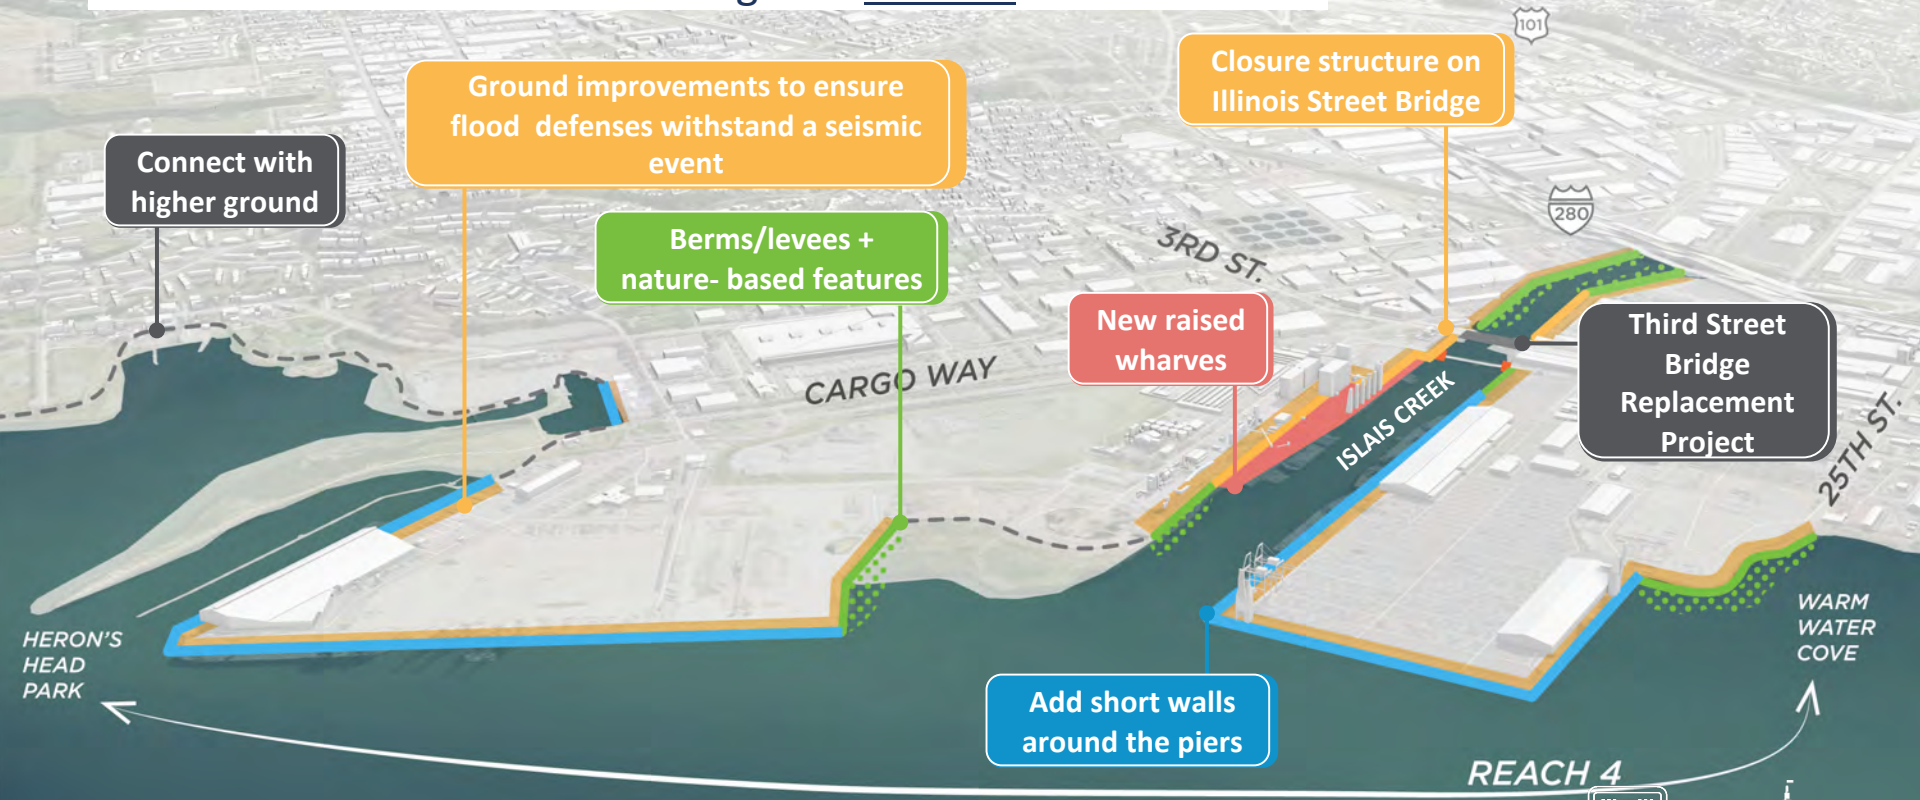 101
Closure structure on
Illinois Street Bridge
Ground improvements to ensure
flood  defenses withstand a seismic
event
Connect with
higher ground
280
Berms/levees +
nature- based features
3RD ST.
New raised
wharves
Third Street
Bridge
Replacement
Project
CARGO WAY
ISLAIS CREEK
25TH ST.
HERON'S
HEAD
PARK
WARM
WATER
COVE
Add short walls
around the piers
REACH 4